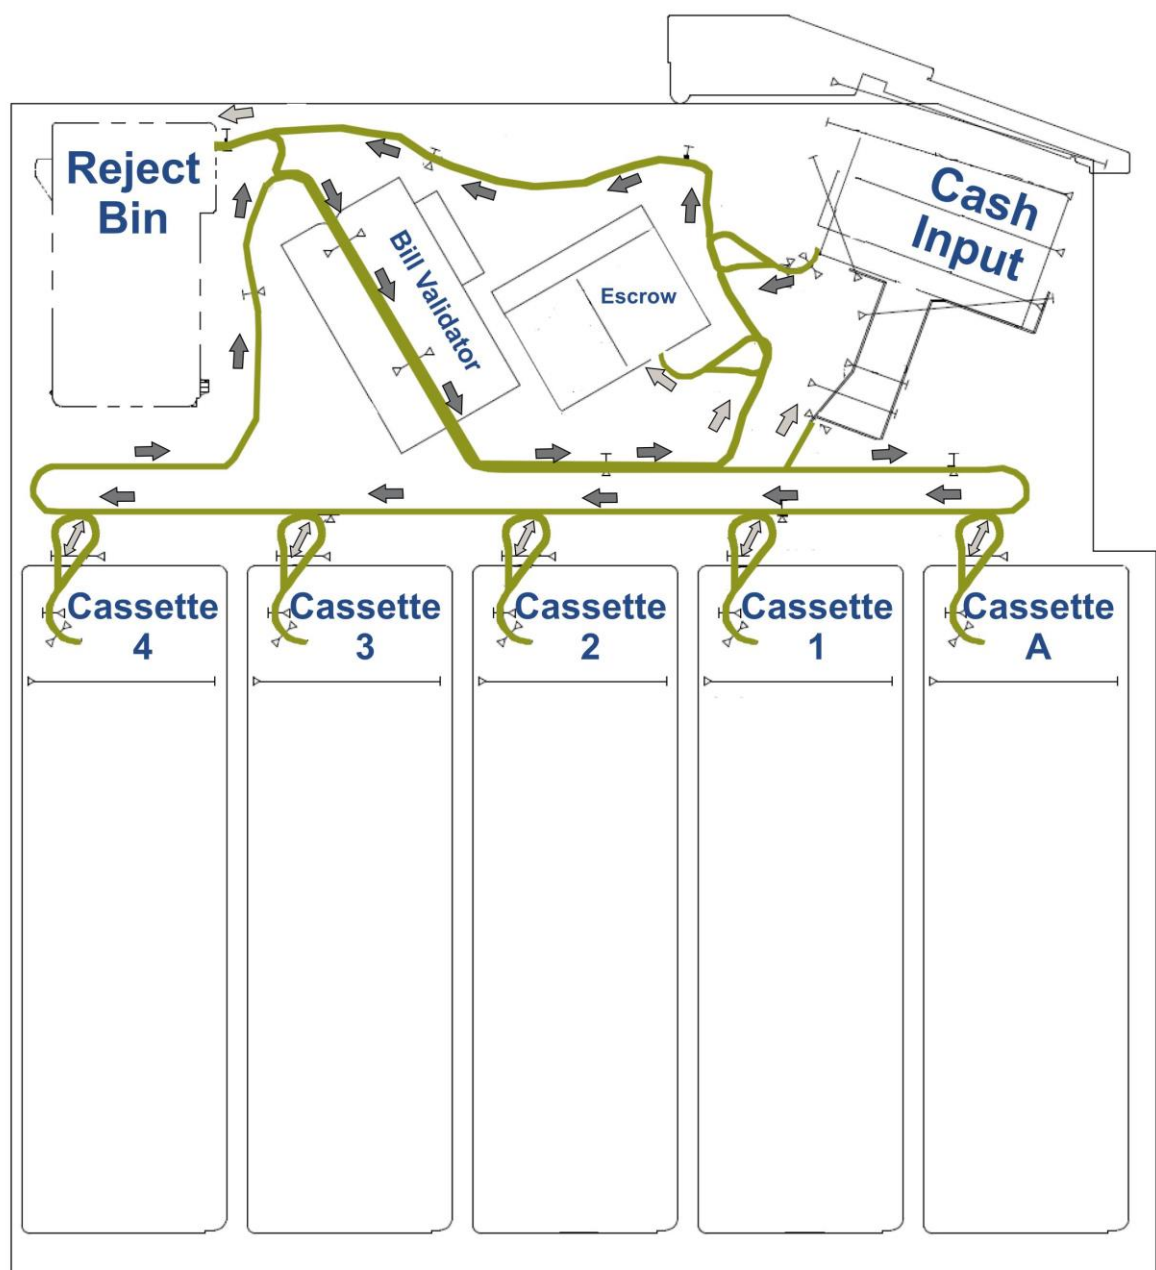 Reject
Bin
Cash
Input
Bill Validator
Escrow
Cassette
4
Cassette
3
Cassette
2
Cassette
1
Cassette
A